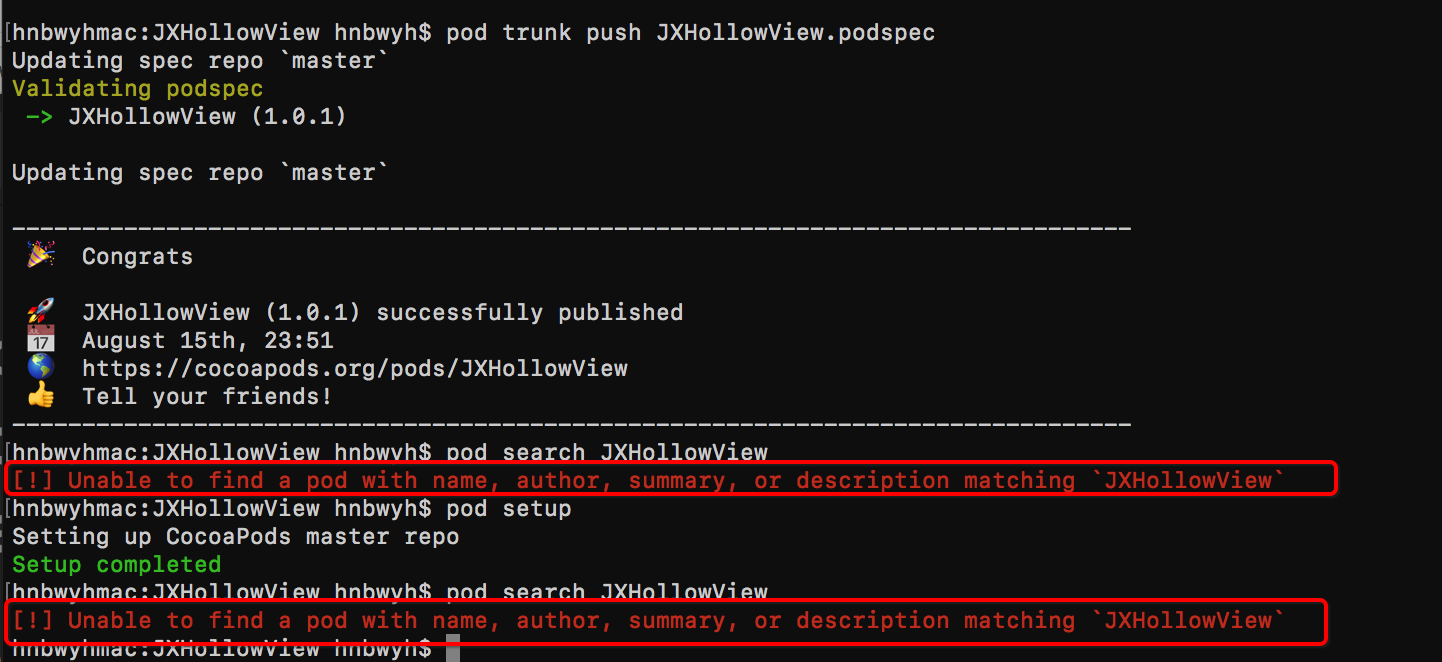 [hnbwyhmac:JXHollowView hnbwyh$ pod trunk push JXHollowView.podspec
Updating spec repo `master`
Validating podspec
-> JXHollowView (1.0.1)
Updating spec repo `master`
--------------------------------------------------------------------------------
🎉 Congrats
🚀 JXHollowView (1.0.1) successfully published
📅 August 15th, 23:51
🌎 https://cocoapods.org/pods/JXHollowView
👍 Tell your friends!
--------------------------------------------------------------------------------
[hnbwyhmac:JXHollowView hnbwyh$ pod search JXHollowView
[!] Unable to find a pod with name, author, summary, or description matching `JXHollowView`
[hnbwyhmac:JXHollowView hnbwyh$ pod setup
Setting up CocoaPods master repo
Setup completed
[hnbwyhmac:JXHollowView hnbwyh$ pod search JXHollowView
[!] Unable to find a pod with name, author, summary, or description matching `JXHollowView`
hnbwyhmac:JXHollowView hnbwyh$